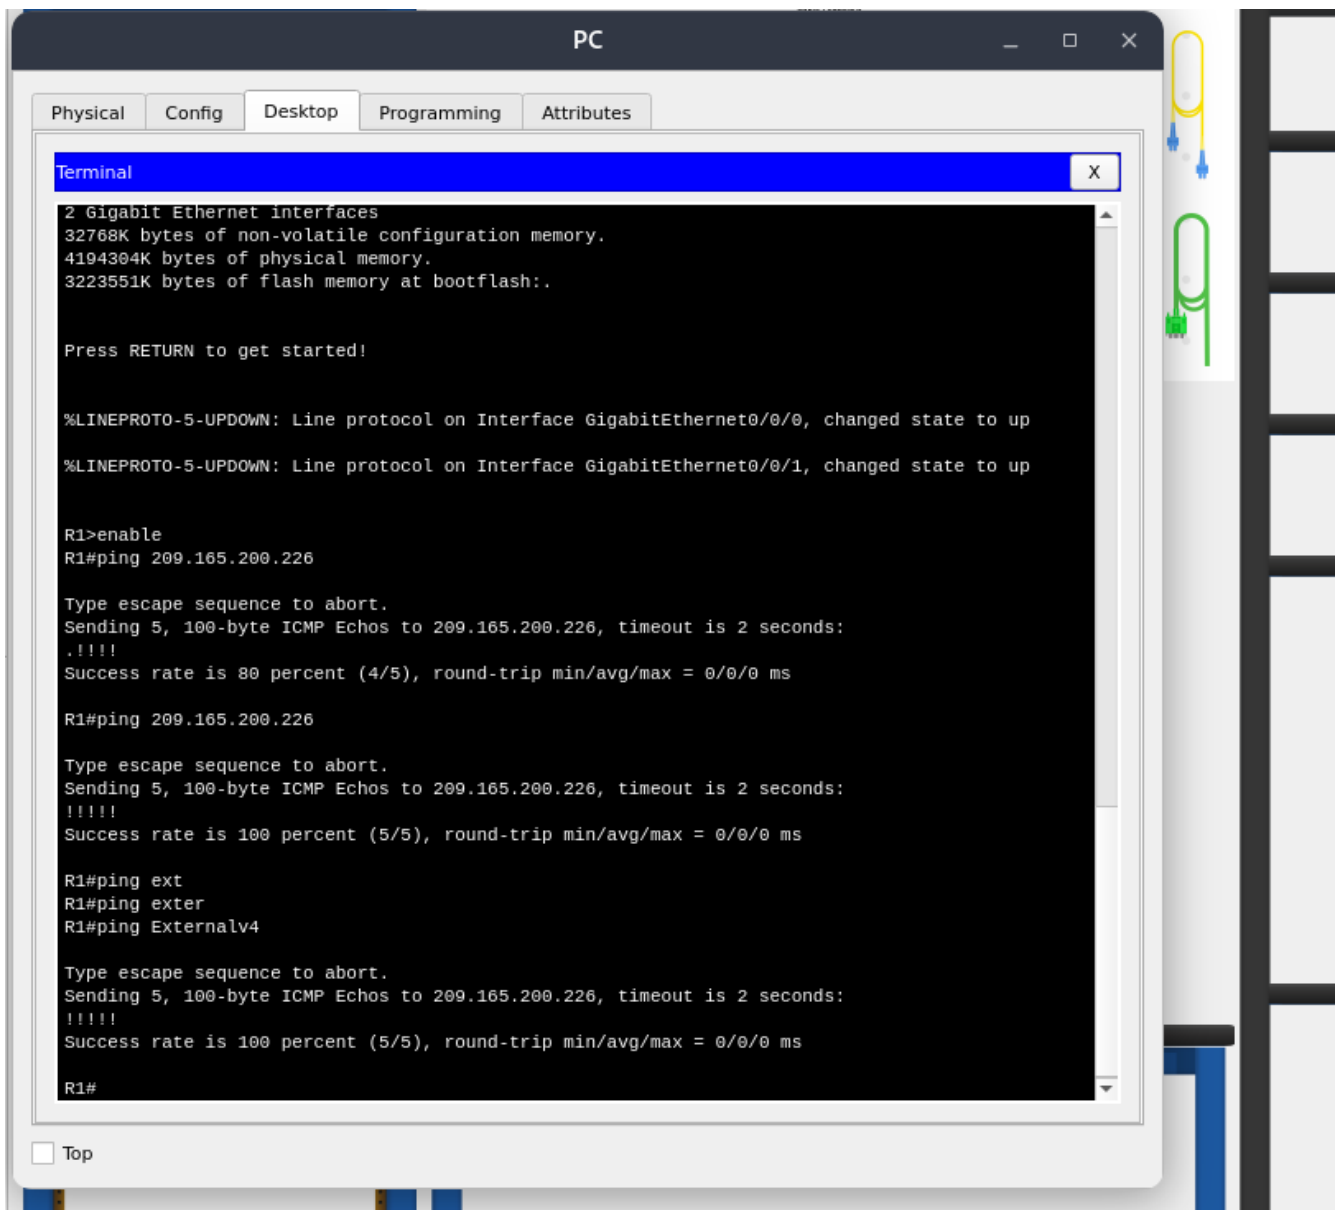 PC
Physical
Config
Desktop
Programming
Attributes
Terminal
X
2 Gigabit Ethernet interfaces
32768K bytes of non-volatile configuration memory.
4194304K bytes of physical memory.
3223551K bytes of flash memory at bootflash:.
Press RETURN to get started!
%LINEPROTO-5-UPDOWN: Line protocol on Interface GigabitEthernet0/0/0, changed state to up
%LINEPROTO-5-UPDOWN: Line protocol on Interface GigabitEthernet0/0/1, changed state to up
R1>enable
R1#ping 209.165.200.226
Type escape sequence to abort.
Sending 5, 100-byte ICMP Echos to 209.165.200.226, timeout is 2 seconds:
.!!!!
Success rate is 80 percent (4/5), round-trip min/avg/max = 0/0/0 ms
R1#ping 209.165.200.226
Type escape sequence to abort.
Sending 5, 100-byte ICMP Echos to 209.165.200.226, timeout is 2 seconds:
!!!!!
Success rate is 100 percent (5/5), round-trip min/avg/max = 0/0/0 ms
R1#ping ext
R1#ping exter
R1#ping Externalv4
Type escape sequence to abort.
Sending 5, 100-byte ICMP Echos to 209.165.200.226, timeout is 2 seconds:
!!!!!
Success rate is 100 percent (5/5), round-trip min/avg/max = 0/0/0 ms
R1#
Top